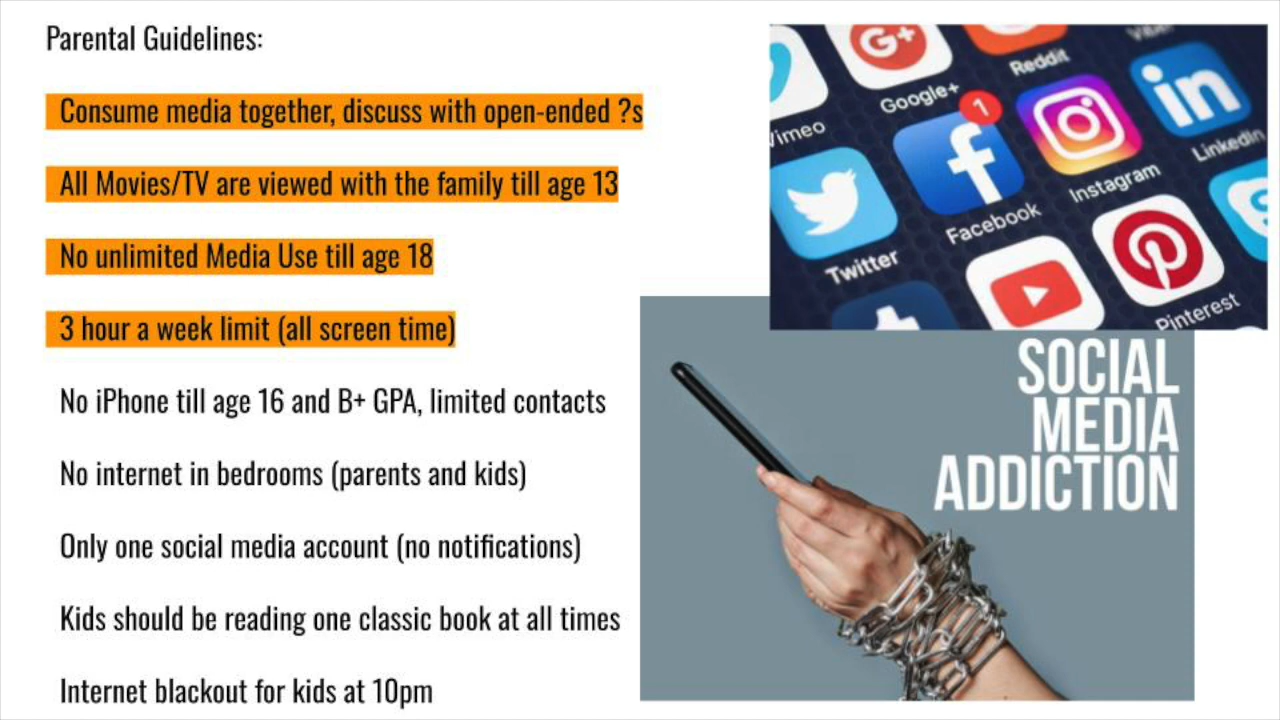 Parental Guidelines:
Consume media together, discuss with open-ended ?s
All Movies/TV are viewed with the family till age 13
No unlimited Media Use till age 18
3 hour a week limit (all screen time)
No iPhone till age 16 and B+ GPA, limited contacts
No internet in bedrooms (parents and kids)
Only one social media account (no notifications)
Kids should be reading one classic book at all times
Internet blackout for kids at 10pm
Vimeo
G+
Google+
Reddit
Viber
Twitter
1
f
Facebook
Instagram
in
LinkedIn
Pinterest
SOCIAL
MEDIA
ADDICTION